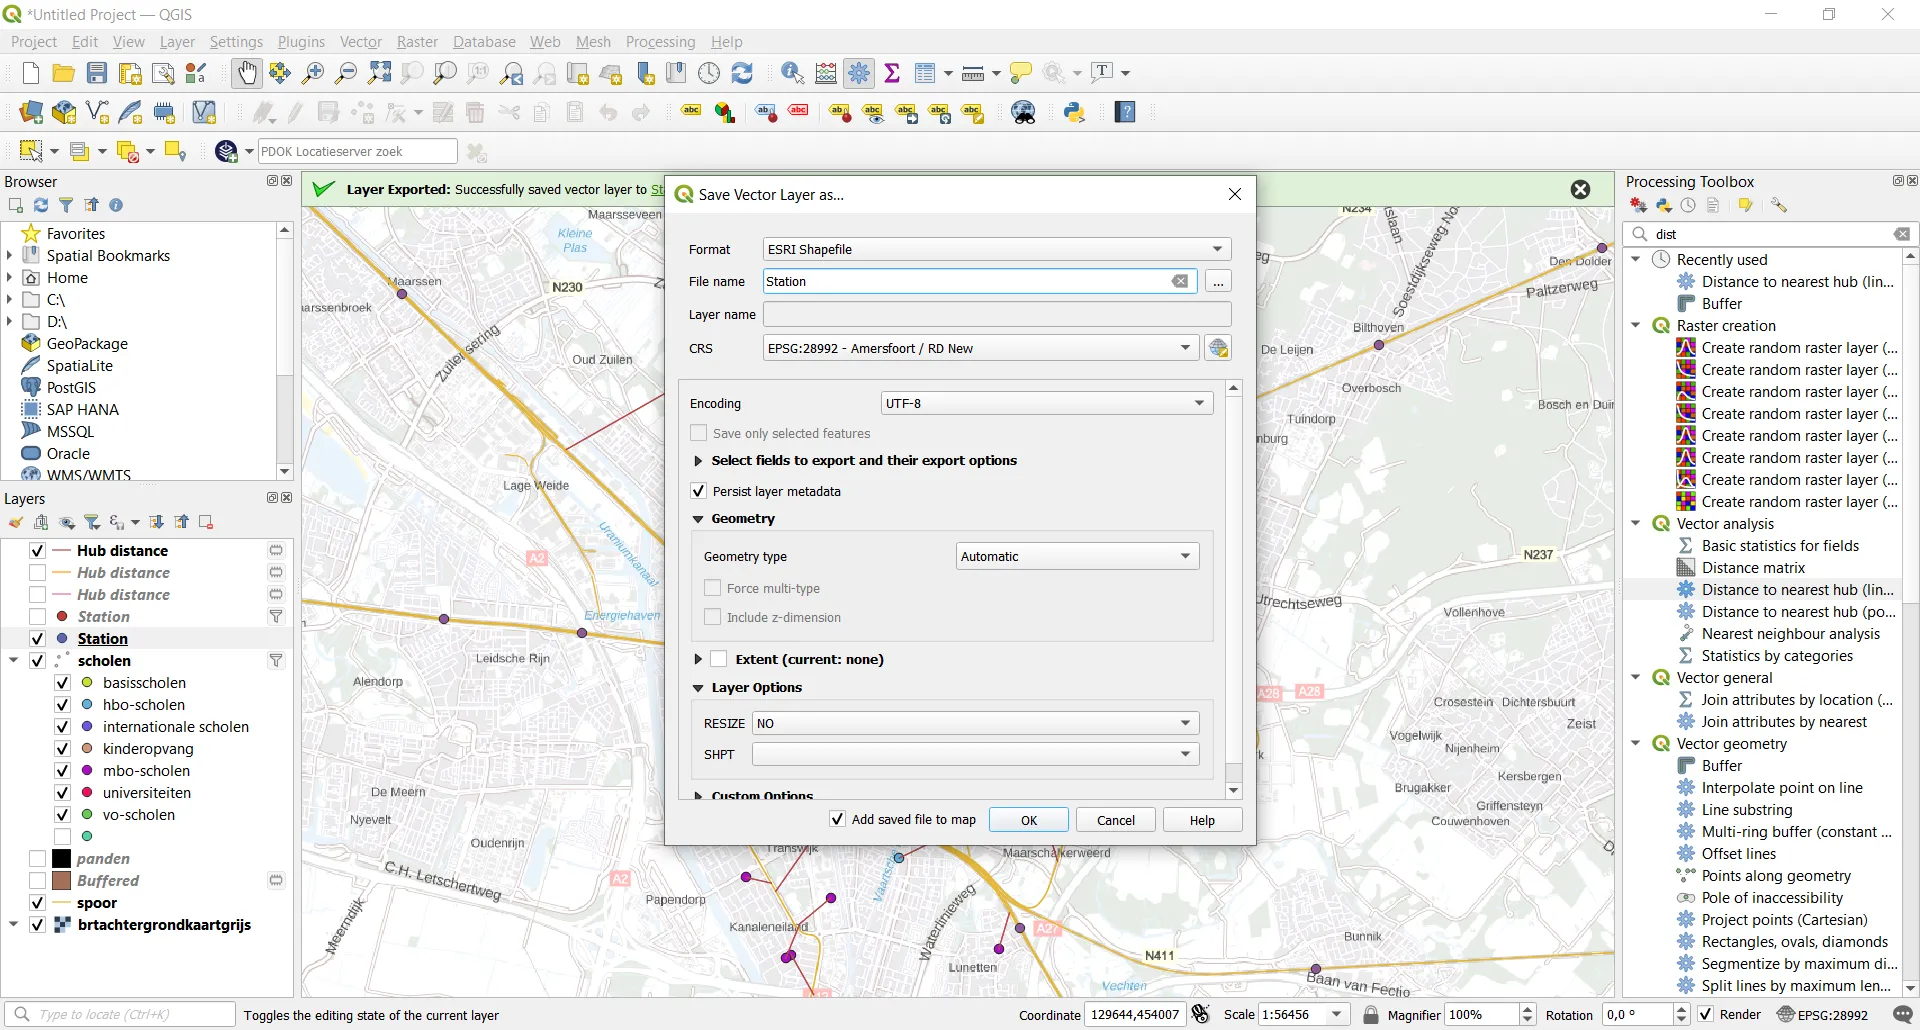 *Untitled Project — QGIS
Project Edit View Layer Settings Plugins Vector Raster Database Web Mesh Processing Help
PDOK Locatieserver zoek
Browser
Favorites
Spatial Bookmarks
Home
C:\
D:\
GeoPackage
SpatiaLite
PostGIS
SAP HANA
MSSQL
Oracle
WMS/WMTS
Layers
Hub distance
Hub distance
Hub distance
Station
Station
scholen
basisscholen
hbo-scholen
internationale scholen
kinderopvang
mbo-scholen
universiteiten
vo-scholen
panden
Buffered
spoor
brtachtergrondkaartgrijs
Layer Exported: Successfully saved vector layer to St
Maarsseveen
Kleine
Plas
Maarssen
N230
arssenbroek
Zuilense ring
Oud Zuilen
Lage Weide
Uraniumkanaal
A2
Energiehaven
Leidsche Rijn
Alendorp
De Meern
Nyevelt
Oudenrijn
C.H. Letschertweg
A2
Meerndijk
Papendorp
Transwijk
Kanaleneiland
Vaartsche
Waterlinieweg
Maarschalkerweerd
Lunetten
A27
N411
Vechten
Bunnik
Baan van Fectio
N234
Soestdijkseweg No
Den Dolder
Paltzerweg
Bilthoven
De Leijen
Overbosch
Tuindorp
Bosch en Duin
nburg
N237
Utrechtseweg
Vollenhove
A28
A28
Crosestein
Dichtersbuurt
Zeist
Vogelwijk
Nijenheim
Kersbergen
Brugakker
Griffensteyn
Couwenhoven
Save Vector Layer as...
Format ESRI Shapefile
File name Station ...
Layer name
CRS EPSG:28992 - Amersfoort / RD New
Encoding UTF-8
Save only selected features
Select fields to export and their export options
Persist layer metadata
Geometry
Geometry type Automatic
Force multi-type
Include z-dimension
Extent (current: none)
Layer Options
RESIZE NO
SHPT
Custom Options
Add saved file to map OK Cancel Help
Processing Toolbox
dist
Recently used
Distance to nearest hub (lin...
Buffer
Raster creation
Create random raster layer (...
Create random raster layer (...
Create random raster layer (...
Create random raster layer (...
Create random raster layer (...
Create random raster layer (...
Create random raster layer (...
Create random raster layer (...
Vector analysis
Basic statistics for fields
Distance matrix
Distance to nearest hub (lin...
Distance to nearest hub (po...
Nearest neighbour analysis
Statistics by categories
Vector general
Join attributes by location (...
Join attributes by nearest
Vector geometry
Buffer
Interpolate point on line
Line substring
Multi-ring buffer (constant ...
Offset lines
Points along geometry
Pole of inaccessibility
Project points (Cartesian)
Rectangles, ovals, diamonds
Segmentize by maximum di...
Split lines by maximum len...
Type to locate (Ctrl+K) Toggles the editing state of the current layer Coordinate 129644,454007 Scale 1:56456 Magnifier 100% Rotation 0,0 ° Render EPSG:28992